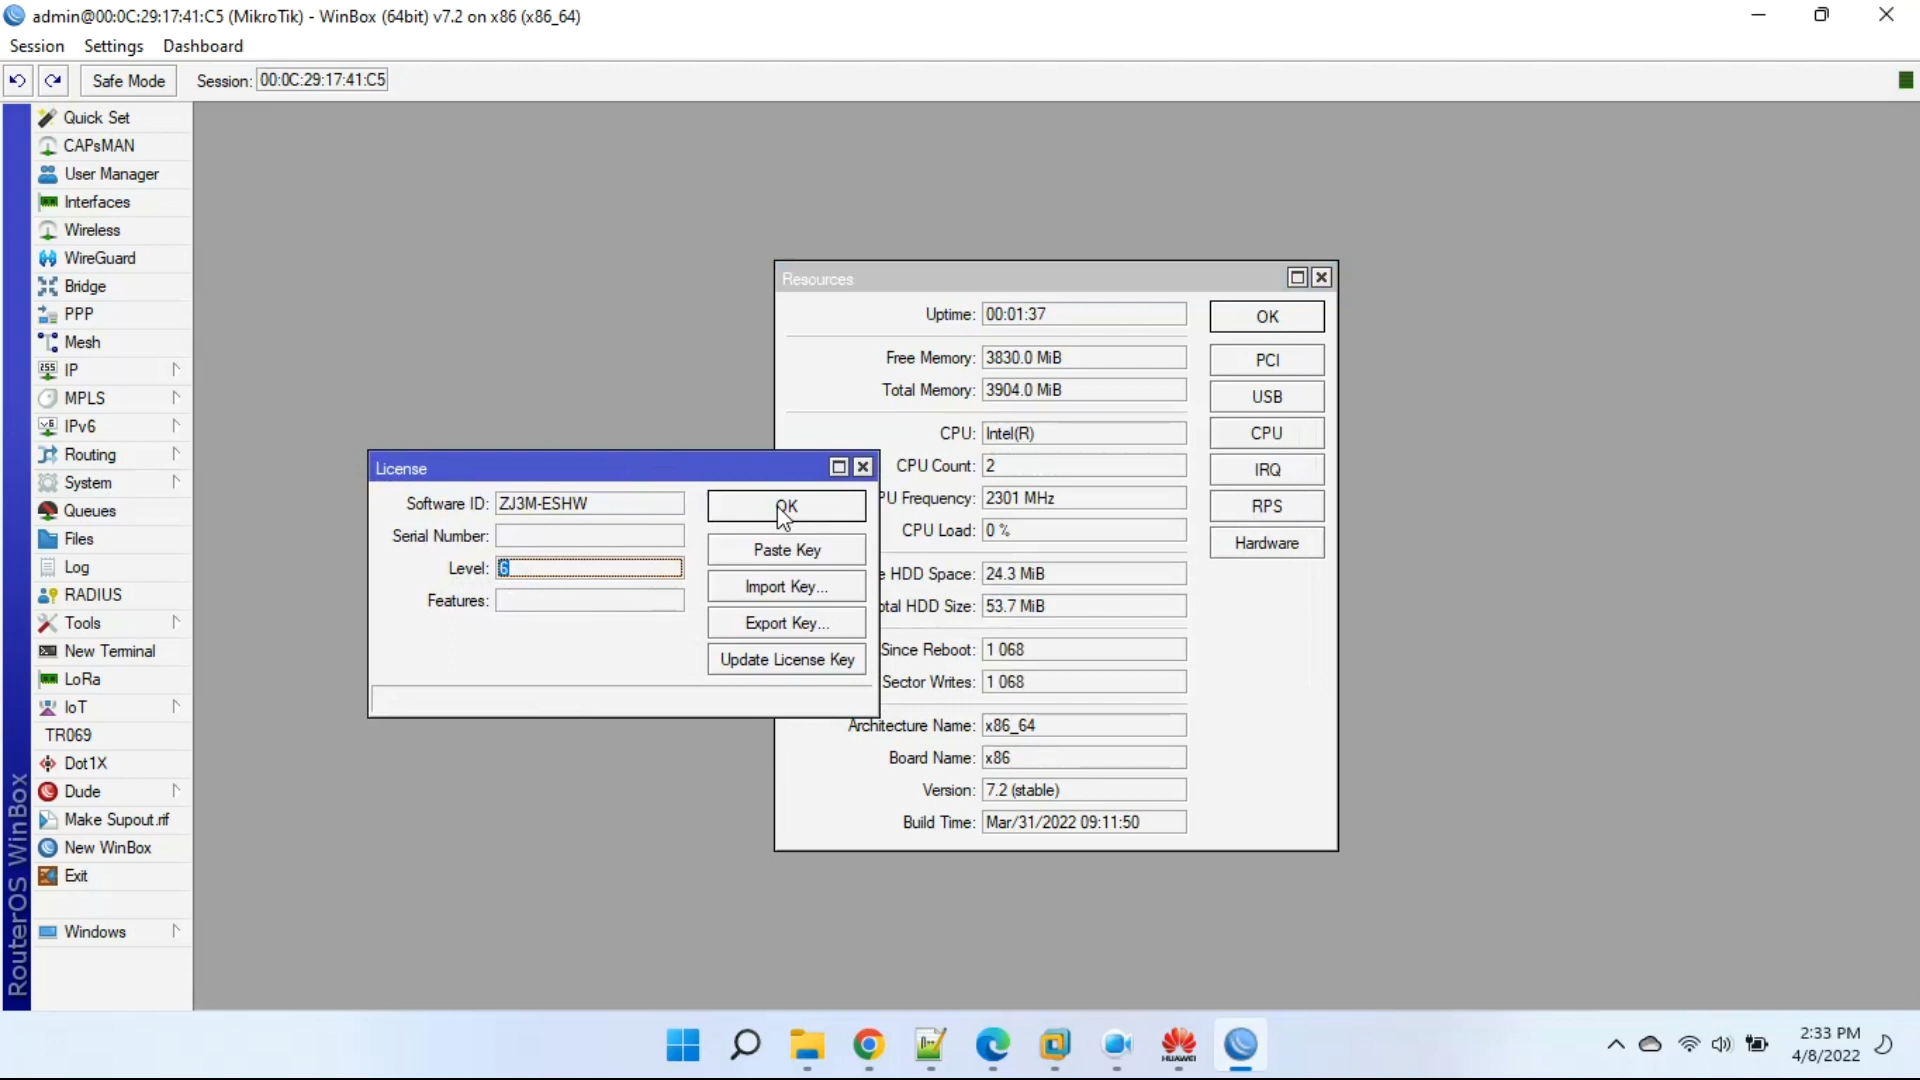 admin@00:0C:29:17:41:C5 (MikroTik) - WinBox (64bit) v7.2 on x86 (x86_64)
Session Settings Dashboard
Safe Mode Session: 00:0C:29:17:41:C5
Quick Set
CAPsMAN
User Manager
Interfaces
Wireless
WireGuard
Bridge
PPP
Mesh
IP
MPLS
IPv6
Routing
System
Queues
Files
Log
RADIUS
Tools
New Terminal
LoRa
IoT
TR069
Dot1X
Dude
Make Supout.rif
New WinBox
Exit
Windows
RouterOS WinBox
Resources
Uptime: 00:01:37
Free Memory: 3830.0 MiB
Total Memory: 3904.0 MiB
CPU: Intel(R)
CPU Count: 2
PU Frequency: 2301 MHz
CPU Load: 0 %
e HDD Space: 24.3 MiB
otal HDD Size: 53.7 MiB
Since Reboot: 1 068
Sector Writes: 1 068
Architecture Name: x86_64
Board Name: x86
Version: 7.2 (stable)
Build Time: Mar/31/2022 09:11:50
OK
PCI
USB
CPU
IRQ
RPS
Hardware
License
Software ID: ZJ3M-ESHW
Serial Number:
Level: 6
Features:
OK
Paste Key
Import Key...
Export Key...
Update License Key
HUAWEI
2:33 PM
4/8/2022